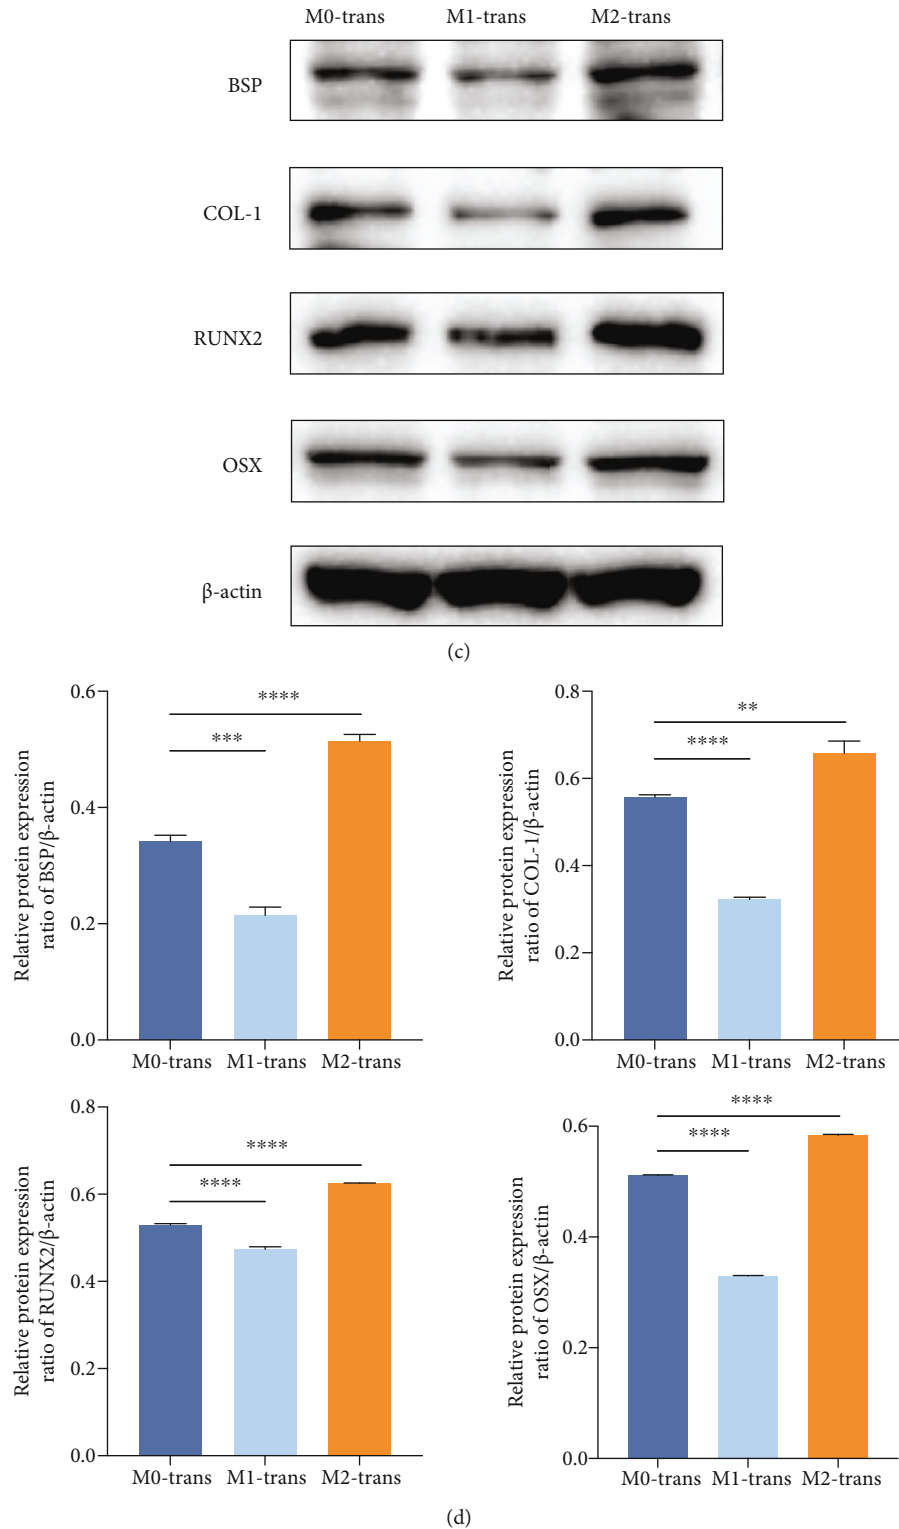 M0-trans M1-trans M2-trans
BSP
COL-1
RUNX2
OSX
β-actin
(c)
Relative protein expression
ratio of BSP/β-actin
0.6
0.4
0.2
0.0
****
***
M0-trans M1-trans M2-trans
Relative protein expression
ratio of COL-1/β-actin
0.8
0.6
0.4
0.2
0.0
**
****
M0-trans M1-trans M2-trans
Relative protein expression
ratio of RUNX2/β-actin
0.8
0.6
0.4
0.2
0.0
****
****
M0-trans M1-trans M2-trans
Relative protein expression
ratio of OSX/β-actin
0.6
0.4
0.2
0.0
****
****
M0-trans M1-trans M2-trans
(d)